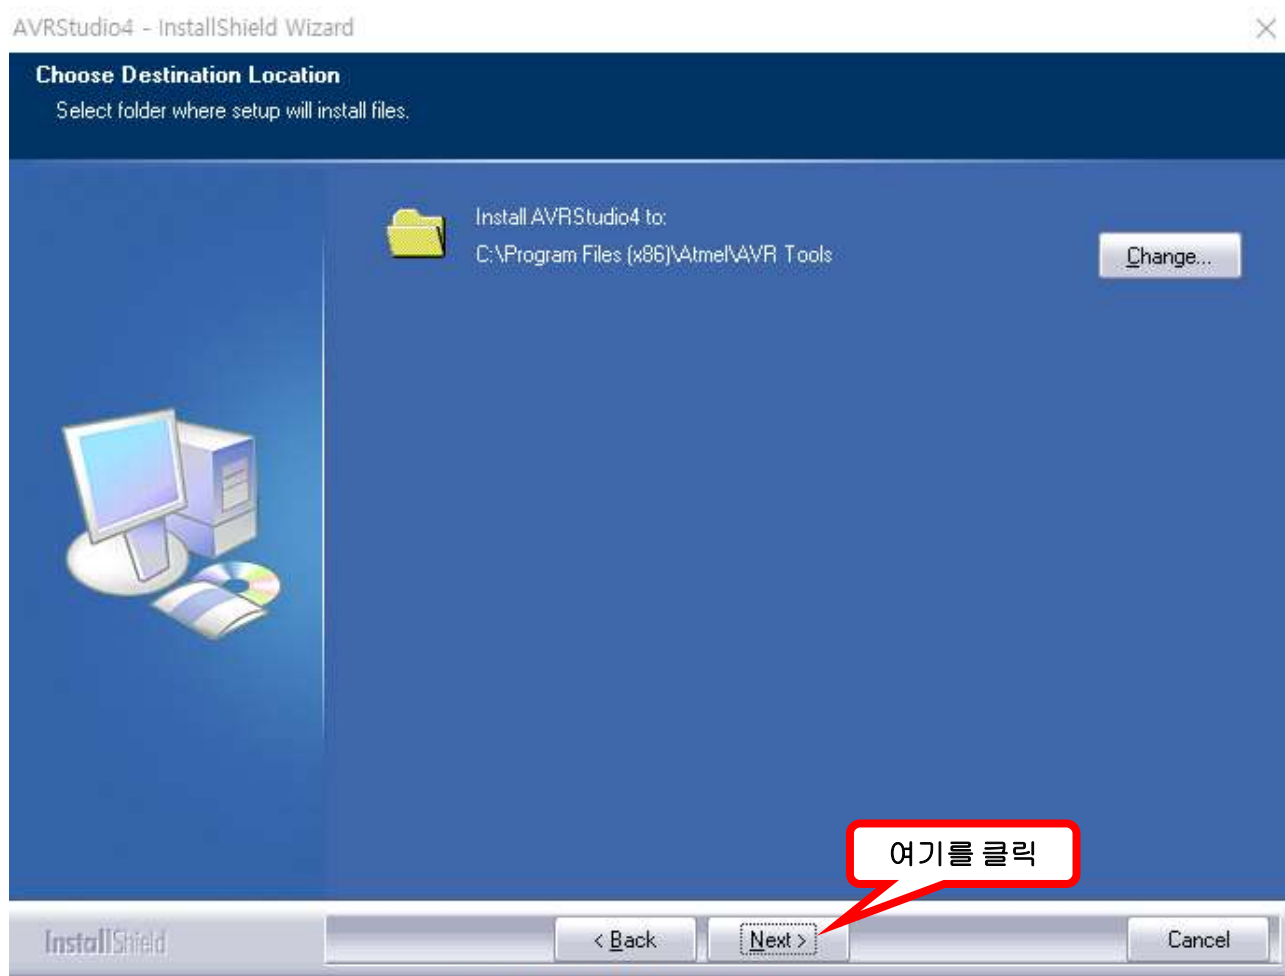 AVRStudio4 - InstallShield Wizard
Choose Destination Location
Select folder where setup will install files.
Install AVRStudio4 to:
C:\Program Files (x86)\Atmel\AVR Tools
Change...
여기를 클릭
InstallShield
< Back
Next >
Cancel